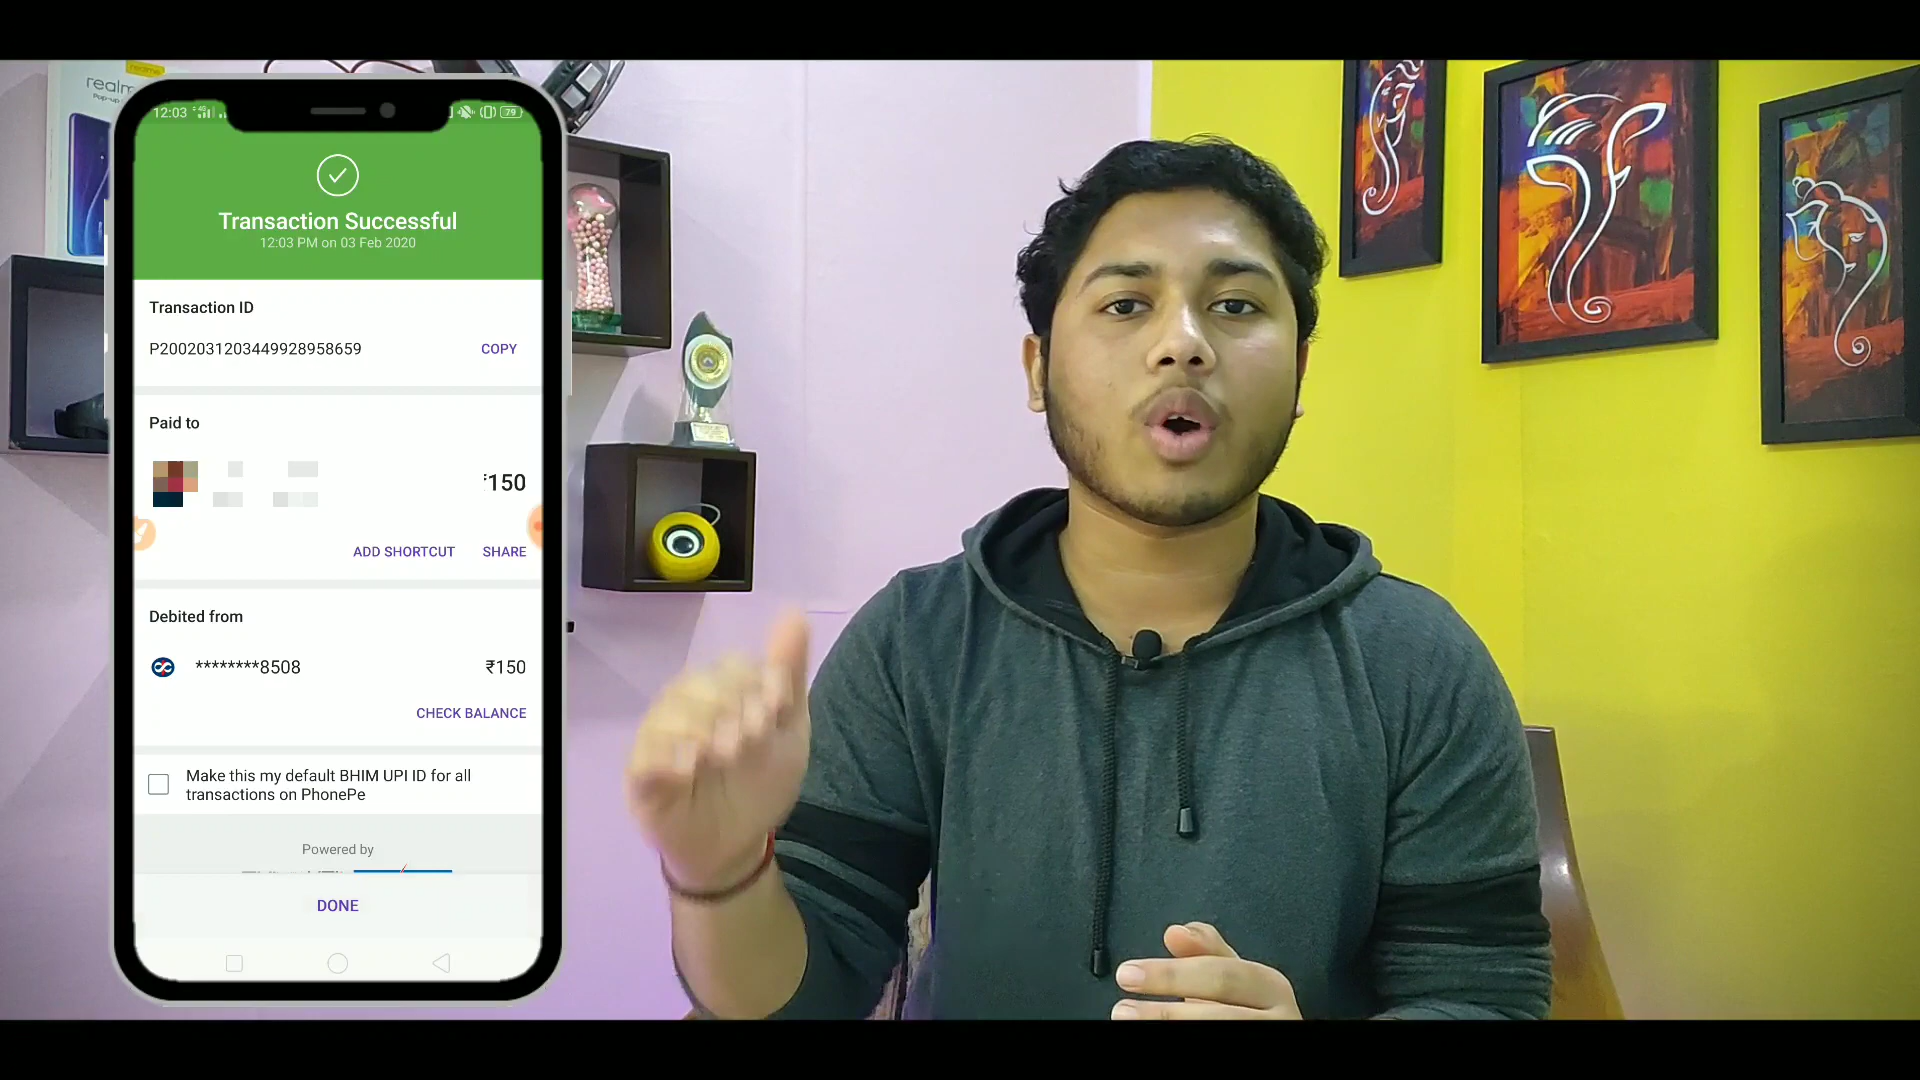 realme
12:03
79
Transaction Successful
12:03 PM on 03 Feb 2020
Transaction ID
P2002031203449928958659
COPY
Paid to
₹150
ADD SHORTCUT
SHARE
Debited from
********8508
₹150
CHECK BALANCE
Make this my default BHIM UPI ID for all
transactions on PhonePe
Powered by
DONE